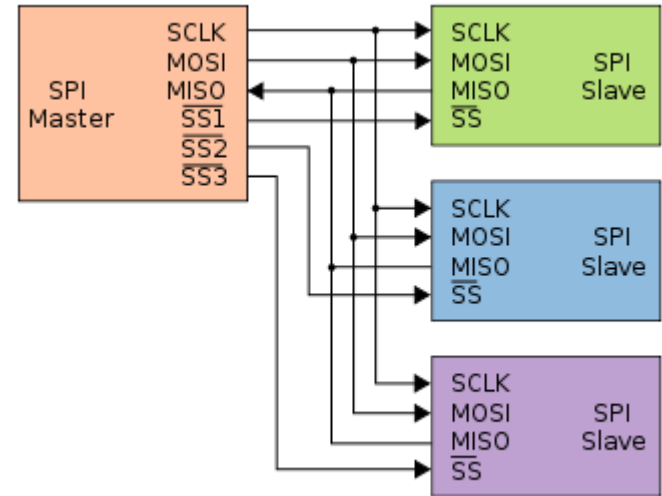 SPI
Master
SCLK
MOSI
MISO
SS1
SS2
SS3
SCLK
MOSI
MISO
SS
SPI
Slave
SCLK
MOSI
MISO
SS
SPI
Slave
SCLK
MOSI
MISO
SS
SPI
Slave